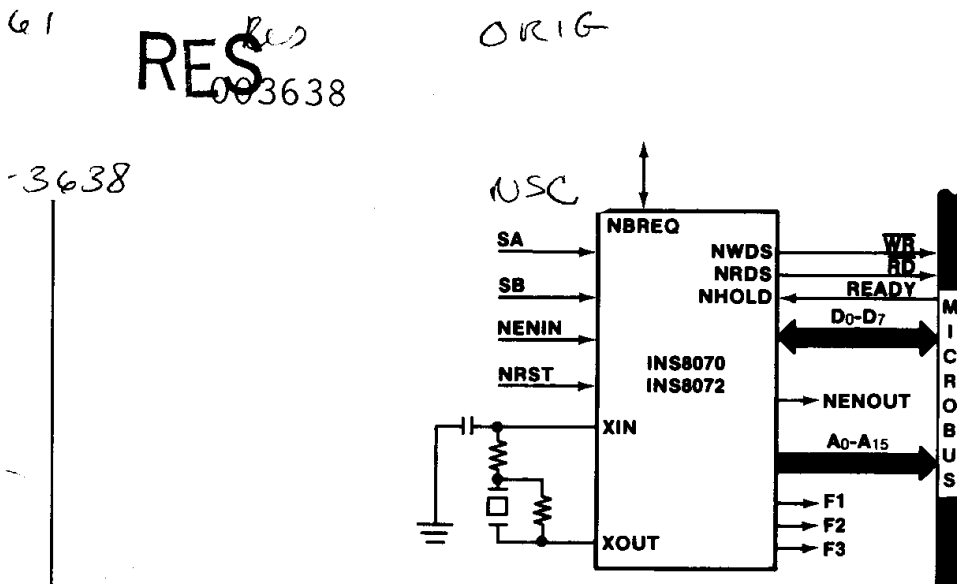 61
Res
ORIG
RES
003638
-3638
NSC
NBREQ
SA
NWDS
WR
NRDS
RD
SB
NHOLD
READY
D0-D7
NENIN
INS8070
INS8072
NRST
NENOUT
XIN
A0-A15
F1
F2
XOUT
F3
MICROBUS